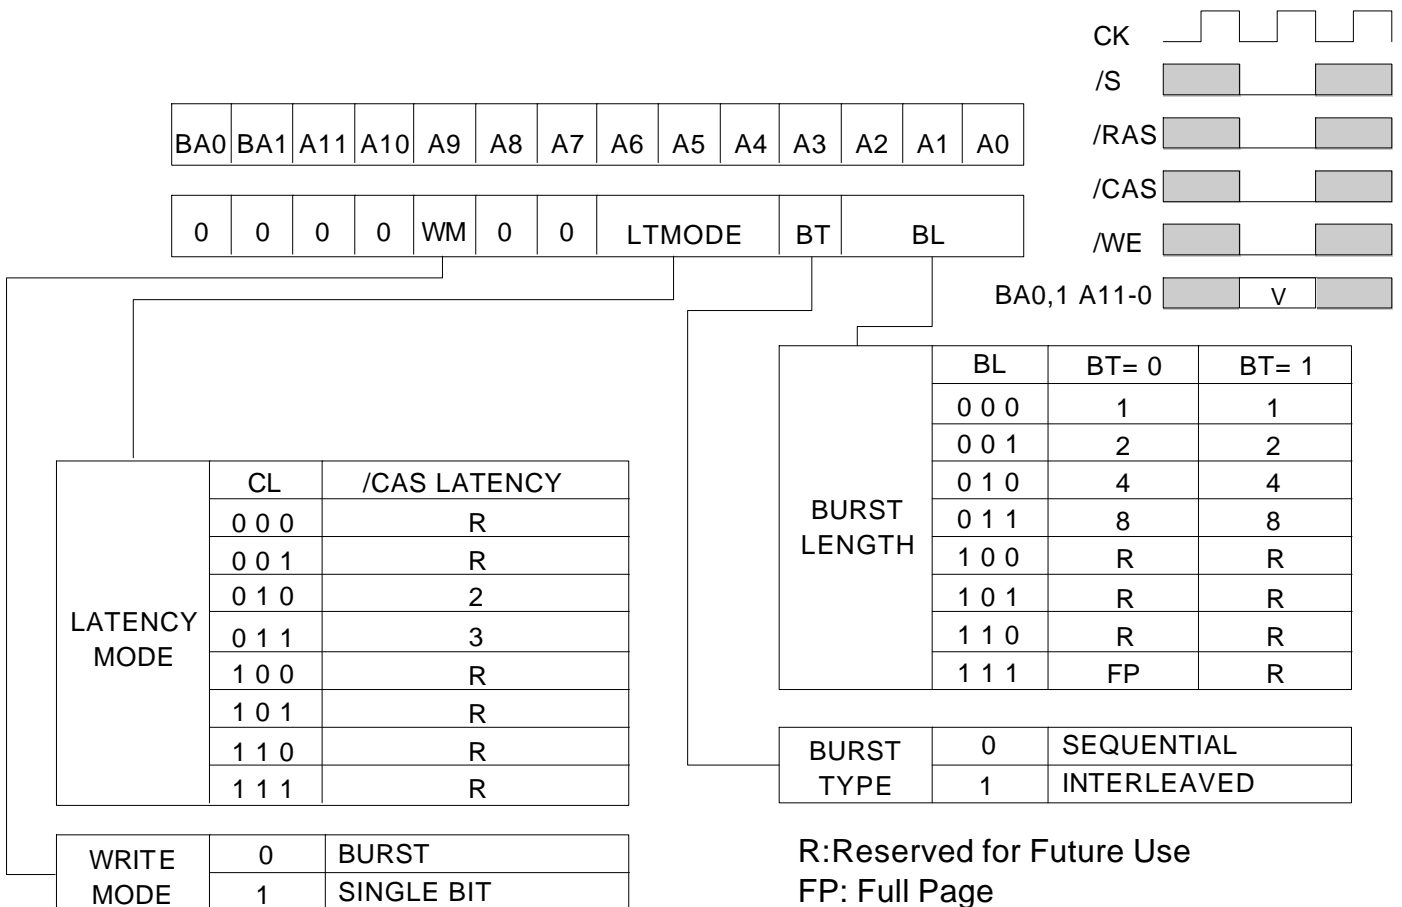 CK
/S
/RAS
/CAS
/WE
BA0,1 A11-0 V
BA0 BA1 A11 A10 A9 A8 A7 A6 A5 A4 A3 A2 A1 A0
0 0 0 0 WM 0 0 LTMODE BT BL
BURST
LENGTH
BL BT= 0 BT= 1
0 0 0 1 1
0 0 1 2 2
0 1 0 4 4
0 1 1 8 8
1 0 0 R R
1 0 1 R R
1 1 0 R R
1 1 1 FP R
LATENCY
MODE
CL /CAS LATENCY
0 0 0 R
0 0 1 R
0 1 0 2
0 1 1 3
1 0 0 R
1 0 1 R
1 1 0 R
1 1 1 R
BURST
TYPE
0 SEQUENTIAL
1 INTERLEAVED
WRITE
MODE
0 BURST
1 SINGLE BIT
R:Reserved for Future Use
FP: Full Page